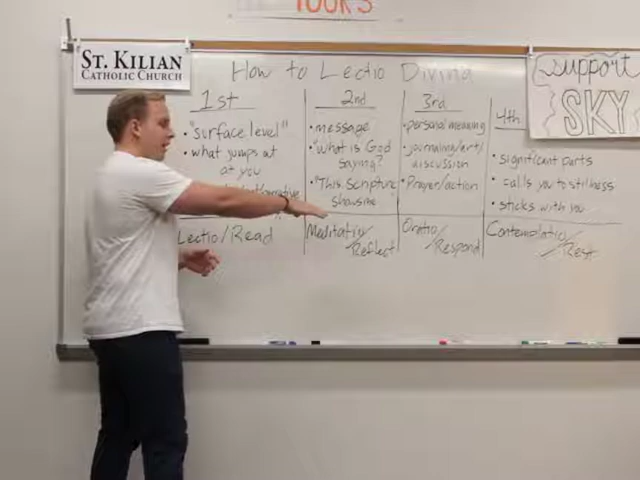 TOURS
ST. KILIAN
CATHOLIC CHURCH
How to Lectio Divina
support
SKY
1st
• "surface level"
• what jumps at
at you
Lectio/Read
2nd
• message
• "What is God
saying?
• "This Scripture
shows me
Meditatio/
Reflect
3rd
• personal meaning
• journaling/art/
discussion
• Prayer/action
Oratio/
Respond
4th
• significant parts
• calls you to stillness
• sticks with you
Contemplatio/
Rest